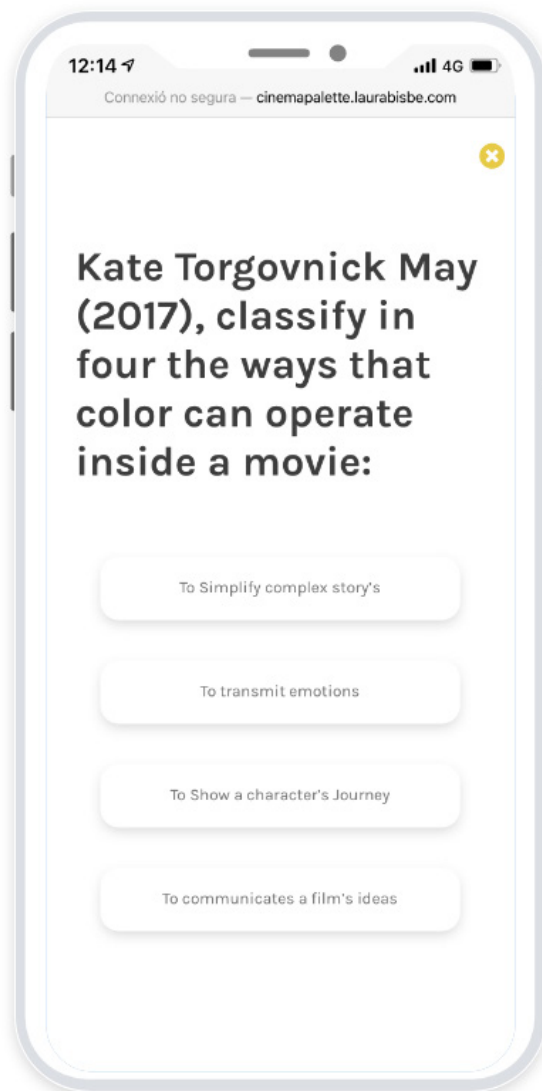 12:14
4G
Connexió no segura — cinemapalette.laurabisbe.com
Kate Torgovnick May
(2017), classify in
four the ways that
color can operate
inside a movie:
To Simplify complex story's
To transmit emotions
To Show a character's Journey
To communicates a film's ideas